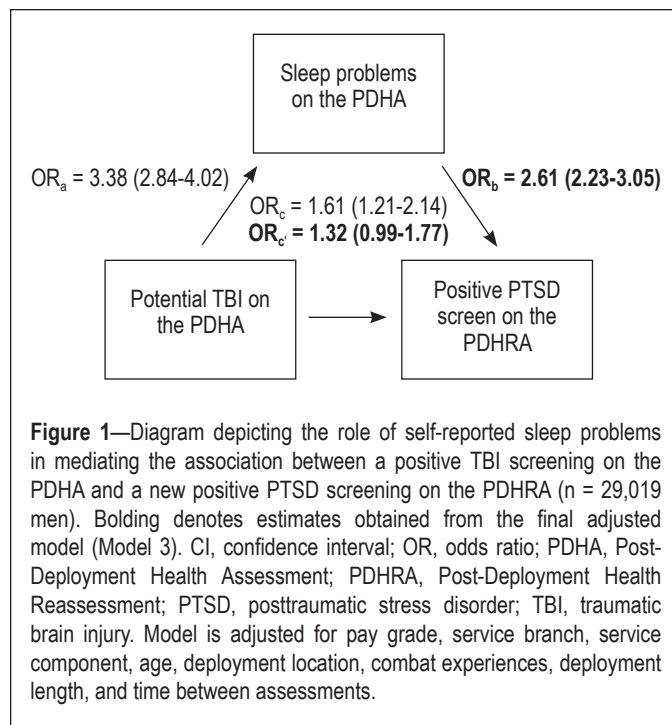 Sleep problems
on the PDHA
ORa = 3.38 (2.84-4.02)
ORb = 2.61 (2.23-3.05)
ORc = 1.61 (1.21-2.14)
ORc' = 1.32 (0.99-1.77)
Potential TBI on
the PDHA
Positive PTSD
screen on the
PDHRA
Figure 1—Diagram depicting the role of self-reported sleep problems
in mediating the association between a positive TBI screening on the
PDHA and a new positive PTSD screening on the PDHRA (n = 29,019
men). Bolding denotes estimates obtained from the final adjusted
model (Model 3). CI, confidence interval; OR, odds ratio; PDHA, Post-
Deployment Health Assessment; PDHRA, Post-Deployment Health
Reassessment; PTSD, posttraumatic stress disorder; TBI, traumatic
brain injury. Model is adjusted for pay grade, service branch, service
component, age, deployment location, combat experiences, deployment
length, and time between assessments.